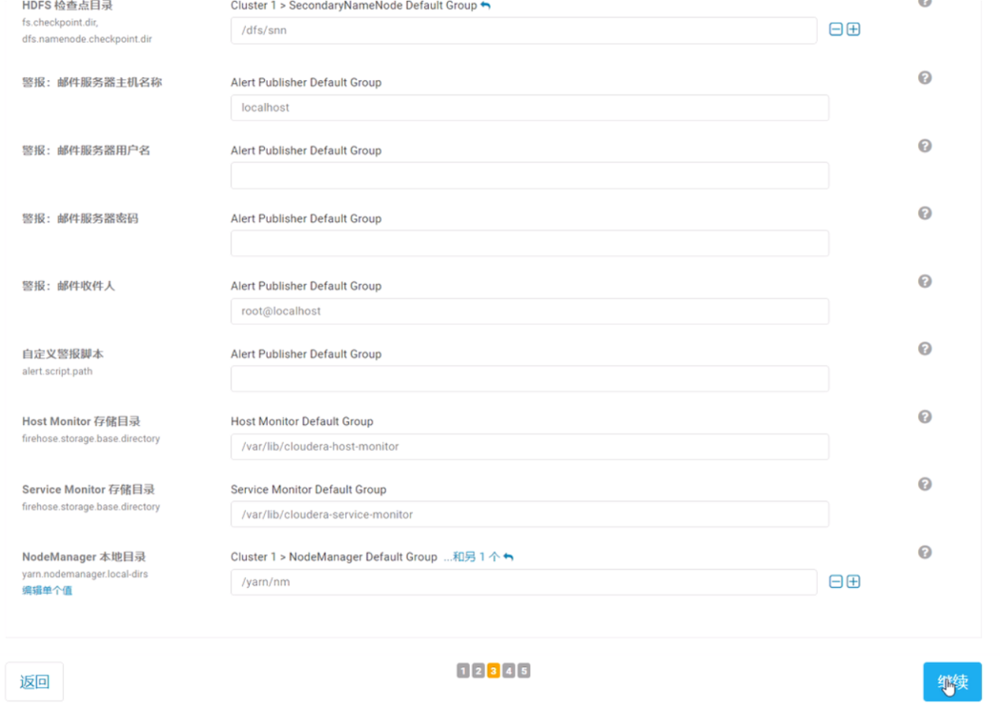 HDFS 检查点目录
Cluster 1 > SecondaryNameNode Default Group
fs.checkpoint.dir,
dfs.namenode.checkpoint.dir
/dfs/snn
警报：邮件服务器主机名称
Alert Publisher Default Group
localhost
警报：邮件服务器用户名
Alert Publisher Default Group
警报：邮件服务器密码
Alert Publisher Default Group
警报：邮件收件人
Alert Publisher Default Group
root@localhost
自定义警报脚本
alert.script.path
Alert Publisher Default Group
Host Monitor 存储目录
firehose.storage.base.directory
Host Monitor Default Group
/var/lib/cloudera-host-monitor
Service Monitor 存储目录
firehose.storage.base.directory
Service Monitor Default Group
/var/lib/cloudera-service-monitor
NodeManager 本地目录
yarn.nodemanager.local-dirs
编辑单个值
Cluster 1 > NodeManager Default Group ...和另 1 个
/yarn/nm
返回
1 2 3 4 5
继续